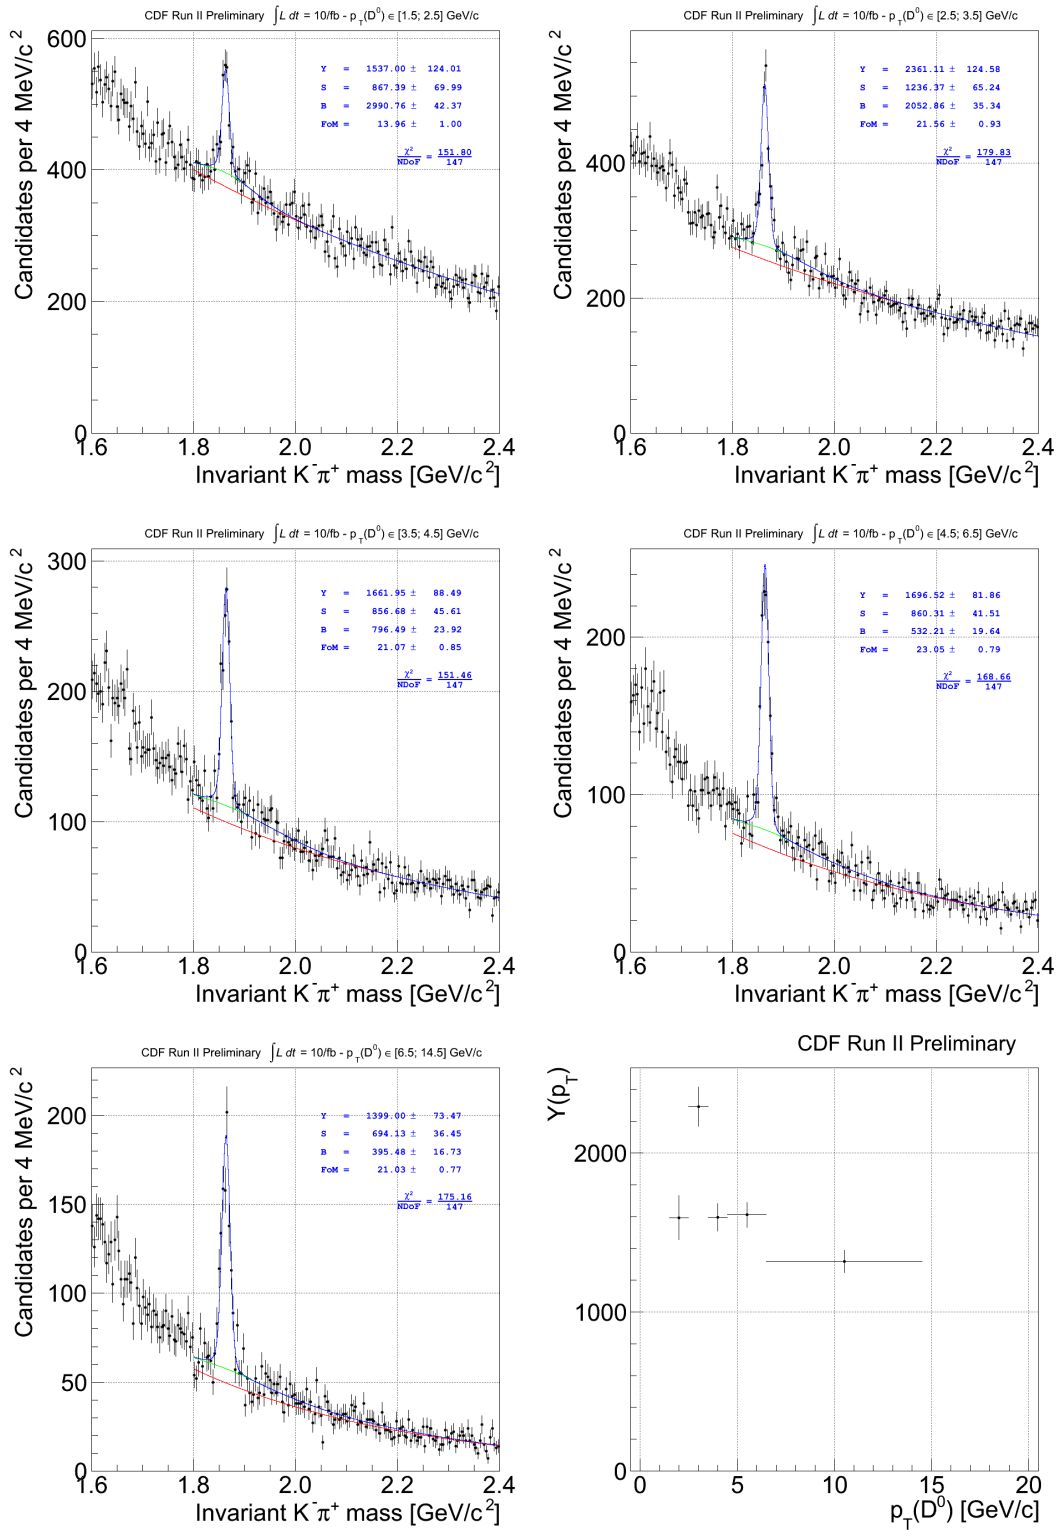 CDF Run II Preliminary ∫L dt = 10/fb - p_T(D^0) ∈ [1.5; 2.5] GeV/c
Candidates per 4 MeV/c^2
600
400
200
0
Y = 1537.00 ± 124.01
S = 867.39 ± 69.99
B = 2990.76 ± 42.37
FoM = 13.96 ± 1.00
χ^2/NDoF = 151.80/147
1.6 1.8 2.0 2.2 2.4
Invariant K^-π^+ mass [GeV/c^2]
CDF Run II Preliminary ∫L dt = 10/fb - p_T(D^0) ∈ [2.5; 3.5] GeV/c
Candidates per 4 MeV/c^2
400
200
0
Y = 2361.11 ± 124.58
S = 1236.37 ± 65.24
B = 2052.86 ± 35.34
FoM = 21.56 ± 0.93
χ^2/NDoF = 179.83/147
1.6 1.8 2.0 2.2 2.4
Invariant K^-π^+ mass [GeV/c^2]
CDF Run II Preliminary ∫L dt = 10/fb - p_T(D^0) ∈ [3.5; 4.5] GeV/c
Candidates per 4 MeV/c^2
300
200
100
0
Y = 1661.95 ± 88.49
S = 856.68 ± 45.61
B = 796.49 ± 23.92
FoM = 21.07 ± 0.85
χ^2/NDoF = 151.46/147
1.6 1.8 2.0 2.2 2.4
Invariant K^-π^+ mass [GeV/c^2]
CDF Run II Preliminary ∫L dt = 10/fb - p_T(D^0) ∈ [4.5; 6.5] GeV/c
Candidates per 4 MeV/c^2
200
100
0
Y = 1696.52 ± 81.86
S = 860.31 ± 41.51
B = 532.21 ± 19.64
FoM = 23.05 ± 0.79
χ^2/NDoF = 168.66/147
1.6 1.8 2.0 2.2 2.4
Invariant K^-π^+ mass [GeV/c^2]
CDF Run II Preliminary ∫L dt = 10/fb - p_T(D^0) ∈ [6.5; 14.5] GeV/c
Candidates per 4 MeV/c^2
200
150
100
50
0
Y = 1399.00 ± 73.47
S = 694.13 ± 36.45
B = 395.48 ± 16.73
FoM = 21.03 ± 0.77
χ^2/NDoF = 175.16/147
1.6 1.8 2.0 2.2 2.4
Invariant K^-π^+ mass [GeV/c^2]
CDF Run II Preliminary
Y(p_T)
2000
1000
0
0 5 10 15 20
p_T(D^0) [GeV/c]